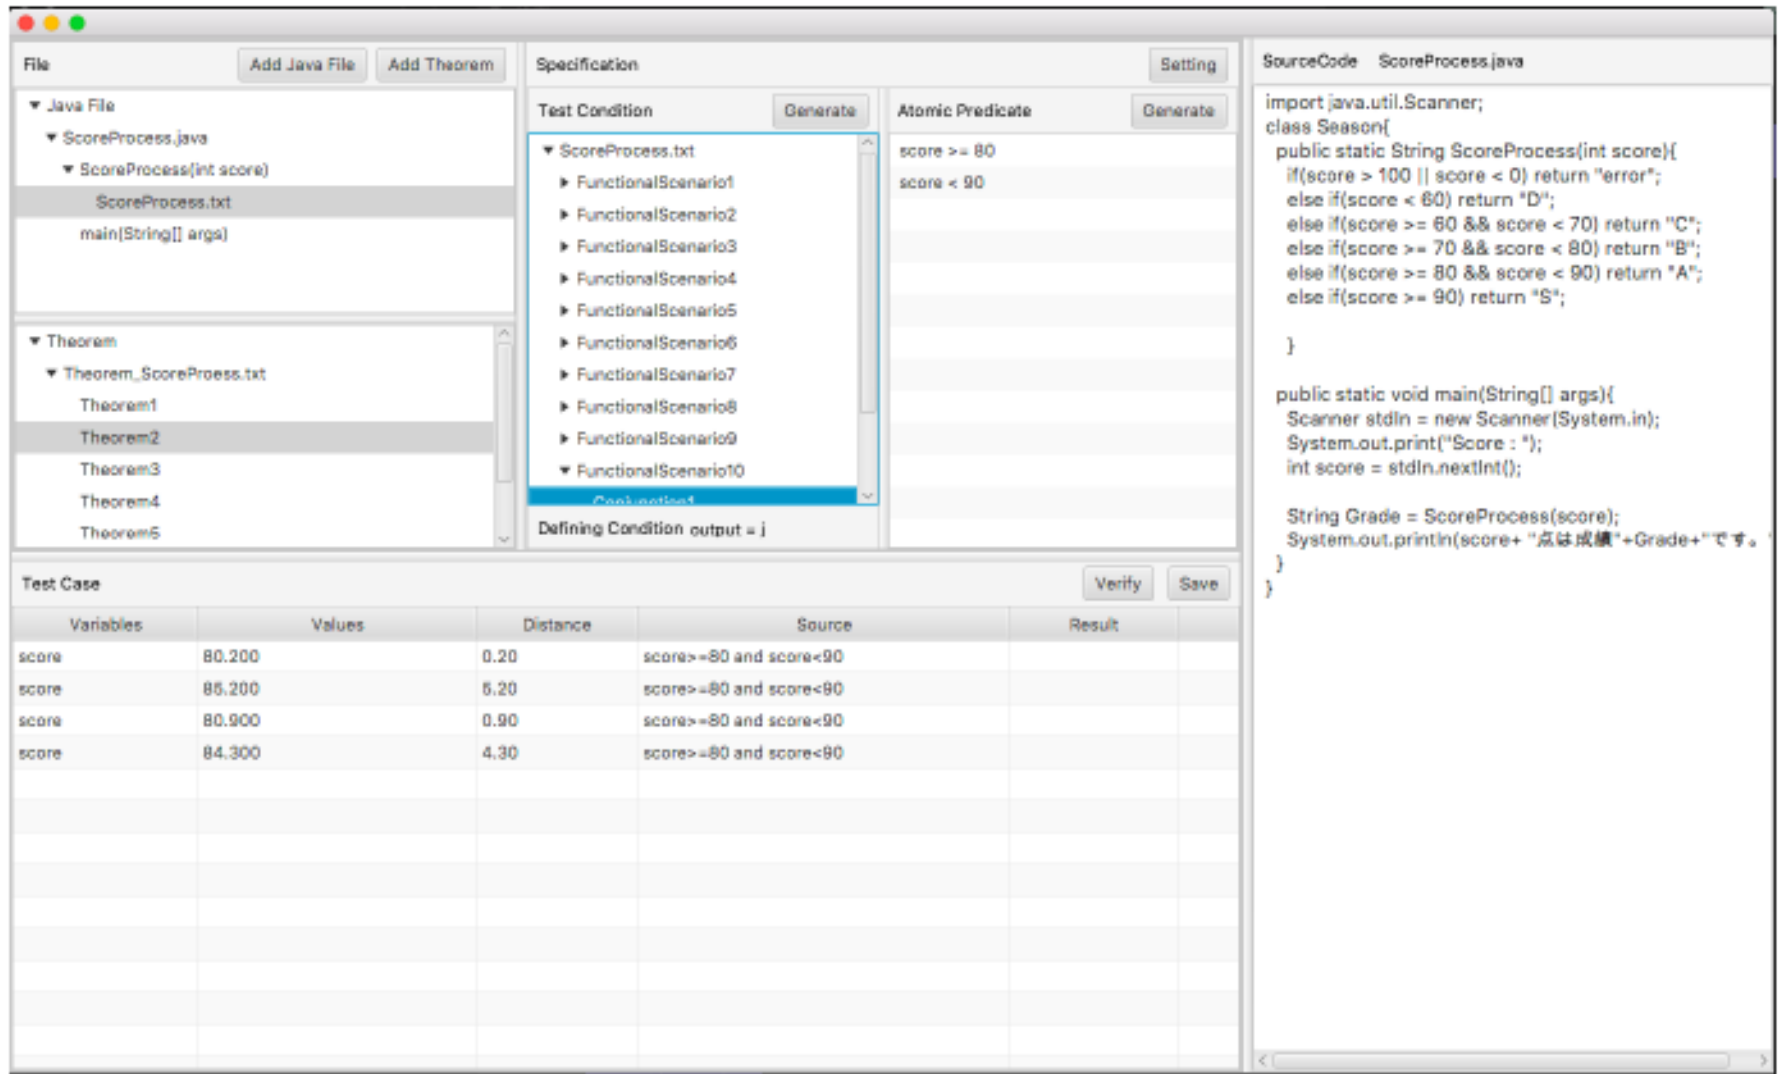 File
Add Java File
Add Theorem
Java File
ScoreProcess.java
ScoreProcess(int score)
ScoreProcess.txt
main(String[] args)
Theorem
Theorem_ScoreProess.txt
Theorem1
Theorem2
Theorem3
Theorem4
Theorem5
Specification
Setting
Test Condition
Generate
ScoreProcess.txt
FunctionalScenario1
FunctionalScenario2
FunctionalScenario3
FunctionalScenario4
FunctionalScenario5
FunctionalScenario6
FunctionalScenario7
FunctionalScenario8
FunctionalScenario9
FunctionalScenario10
Conjunction1
Defining Condition output = j
Atomic Predicate
Generate
score >= 80
score < 90
Test Case
Verify
Save
Variables Values Distance Source Result
score 80.200 0.20 score>=80 and score<90
score 85.200 5.20 score>=80 and score<90
score 80.900 0.90 score>=80 and score<90
score 84.300 4.30 score>=80 and score<90
SourceCode ScoreProcess.java
import java.util.Scanner;
class Season{
public static String ScoreProcess(int score){
if(score > 100 || score < 0) return "error";
else if(score < 60) return "D";
else if(score >= 60 && score < 70) return "C";
else if(score >= 70 && score < 80) return "B";
else if(score >= 80 && score < 90) return "A";
else if(score >= 90) return "S";
}
public static void main(String[] args){
Scanner stdIn = new Scanner(System.in);
System.out.print("Score : ");
int score = stdIn.nextInt();
String Grade = ScoreProcess(score);
System.out.println(score+ "点は成績"+Grade+"です。"
}
}